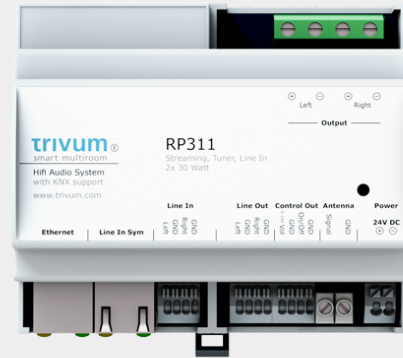 ⊕ ⊖ ⊕ ⊖
Left Right
Output
trivum®
smart multiroom
Hifi Audio System
with KNX support
www.trivum.com
RP311
Streaming, Tuner, Line In
2x 30 Watt
Line In Line Out Control Out Antenna Power
Left GND Right GND Left GND Right GND GND On/Off GND Signal GND 24V DC
⊕ ⊖
Ethernet Line In Sym